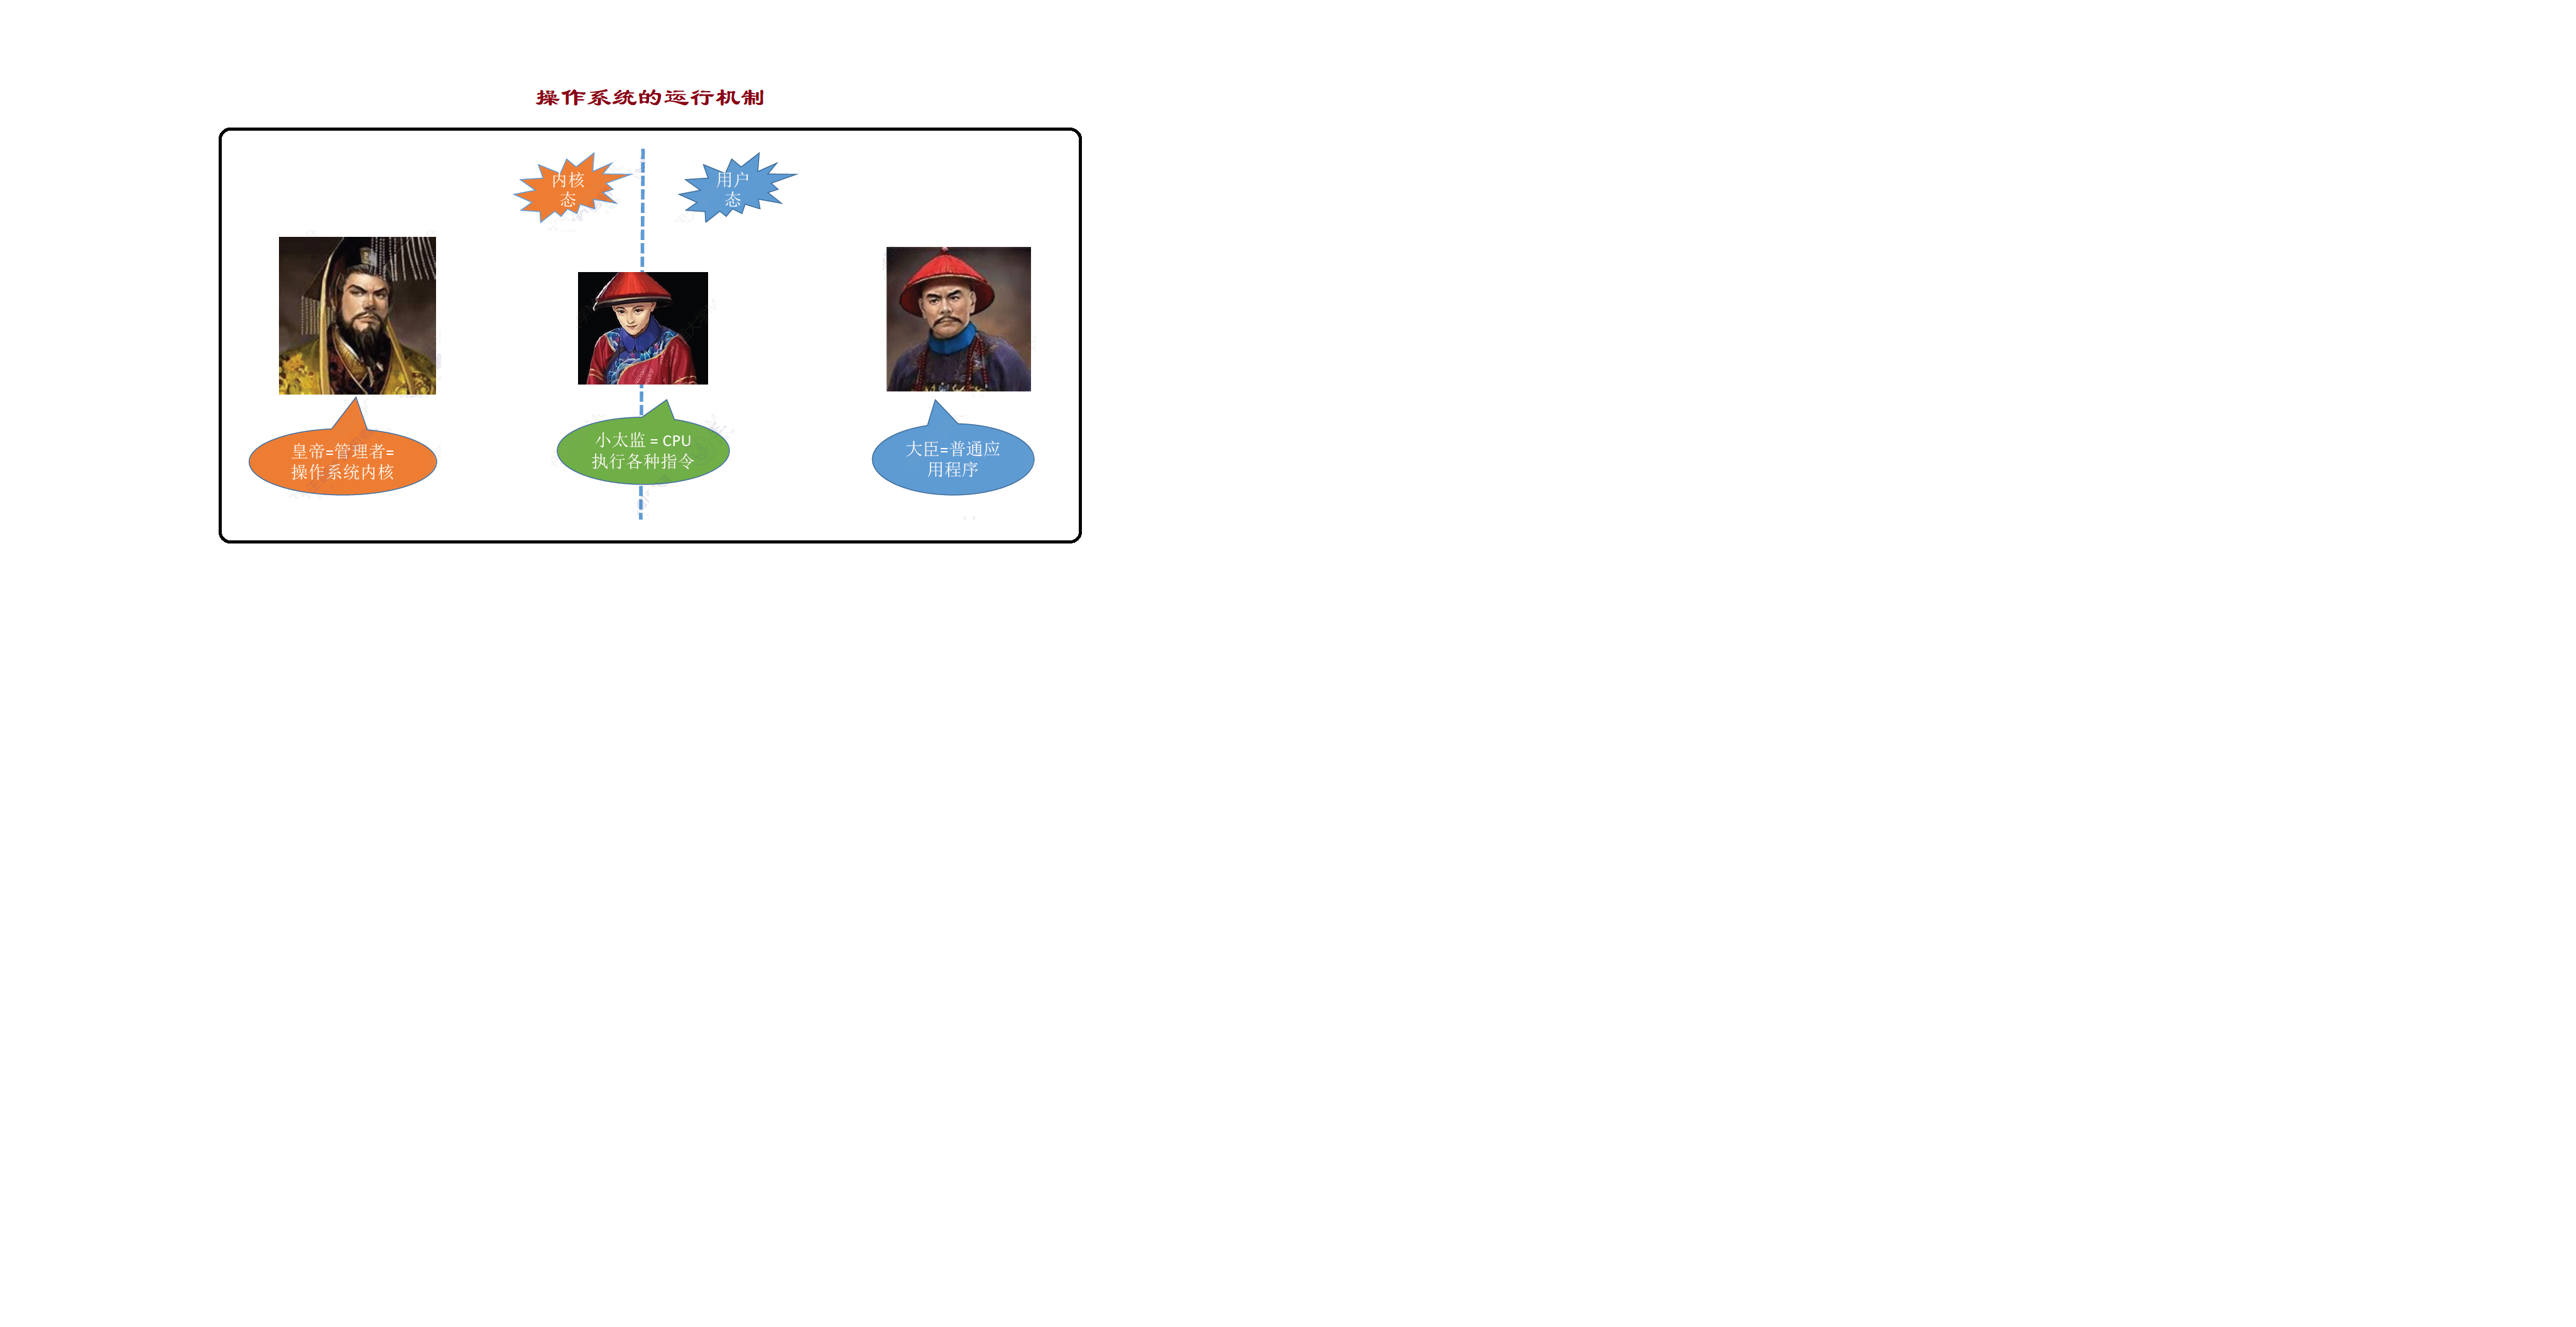 操作系统的运行机制
内核
态
用户
态
皇帝=管理者=
操作系统内核
小太监 = CPU
执行各种指令
大臣=普通应
用程序